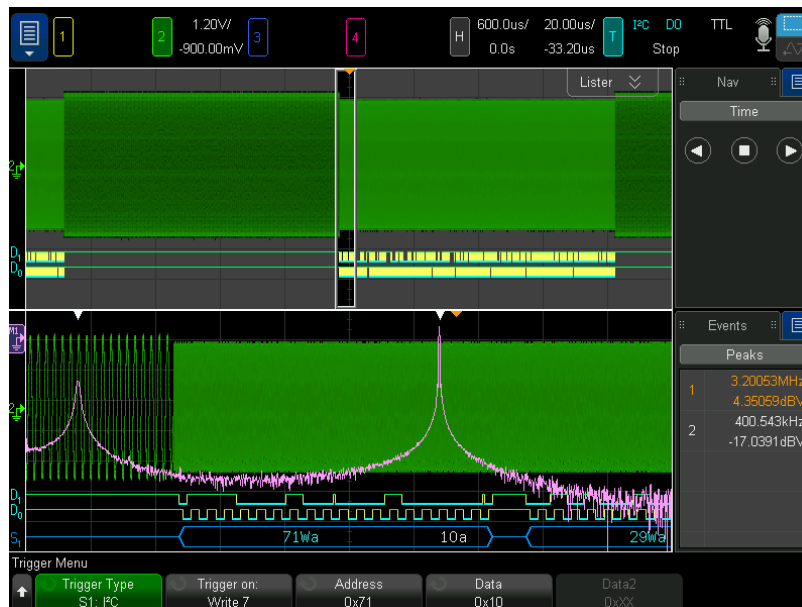 1
2
1.20V/
-900.00mV
3
4
H
600.0us/
0.0s
20.00us/
-33.20us
T
I²C D0 TTL
Stop
Lister
Nav
Time
2
D₁
D₀
M1
2
D₁
D₀
S₁
71Wa
10a
29Wa
Events
Peaks
1
3.20053MHz
4.35059dBV
2
400.543kHz
-17.0391dBV
Trigger Menu
Trigger Type
S1: I²C
Trigger on:
Write 7
Address
0x71
Data
0x10
Data2
0xXX